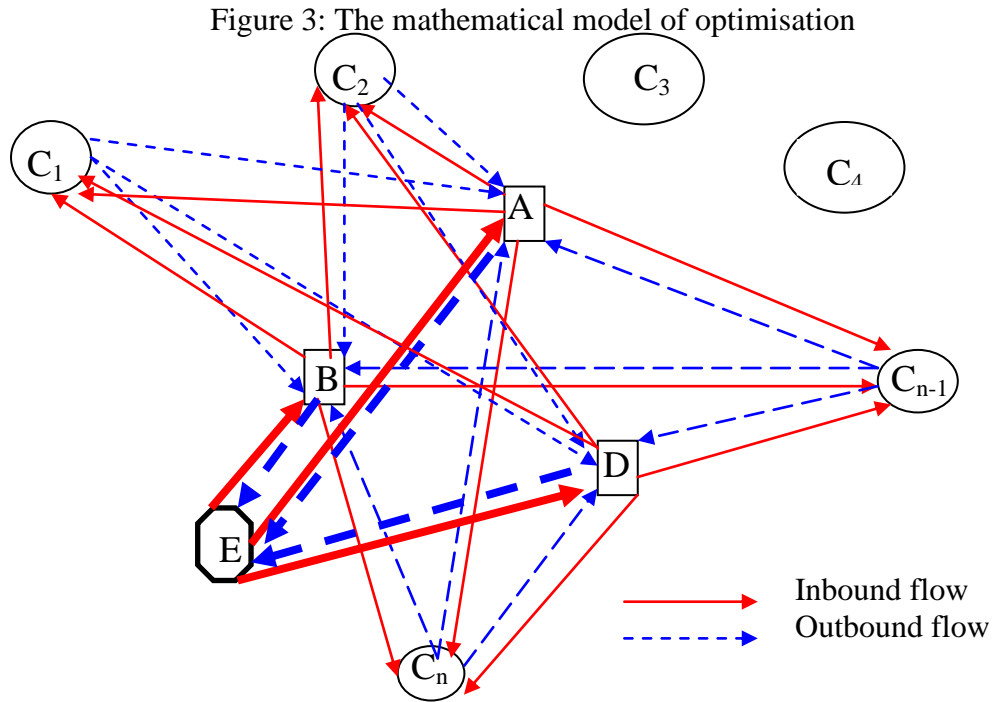 Figure 3: The mathematical model of optimisation
C2
C3
C1
C4
A
B
Cn-1
D
E
Inbound flow
Outbound flow
Cn